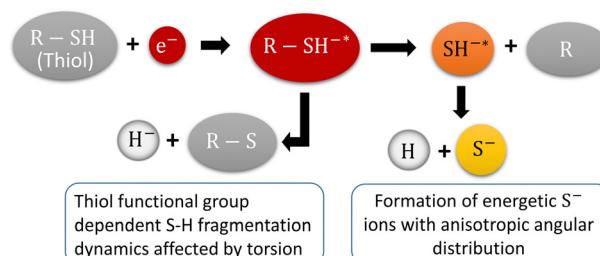 R – SH + e⁻ R – SH⁻* SH⁻* + R
(Thiol)
H⁻ + R – S H + S⁻
Thiol functional group
dependent S-H fragmentation
dynamics affected by torsion
Formation of energetic S⁻
ions with anisotropic angular
distribution